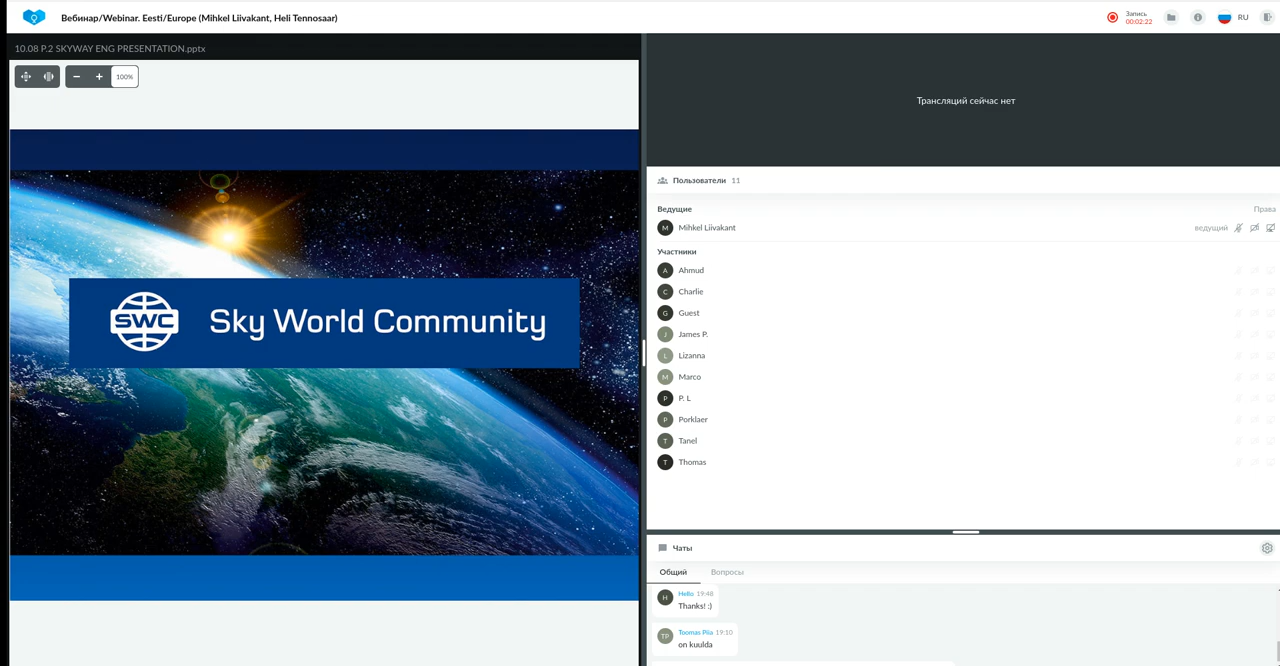 Вебинар/Webinar. Eesti/Europe (Mihkel Liivakant, Heli Tennosaar)
Запись
00:02:22
RU
10.08 P.2 SKYWAY ENG PRESENTATION.pptx
100%
SWC
Sky World Community
Трансляций сейчас нет
Пользователи 11
Ведущие Права
M Mihkel Liivakant ведущий
Участники
A Ahmud
C Charlie
G Guest
J James P.
L Lizanna
M Marco
P P. L
P Porklaer
T Tanel
T Thomas
Чаты
Общий Вопросы
H Hello 19:48
Thanks! :)
TP Toomas Piia 19:10
on kuulda